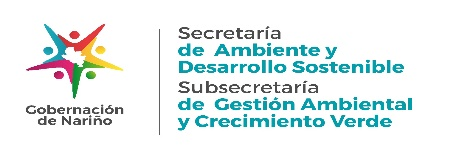 Gobernación
de Nariño
Secretaría
de Ambiente y
Desarrollo Sostenible
Subsecretaría
de Gestión Ambiental
y Crecimiento Verde